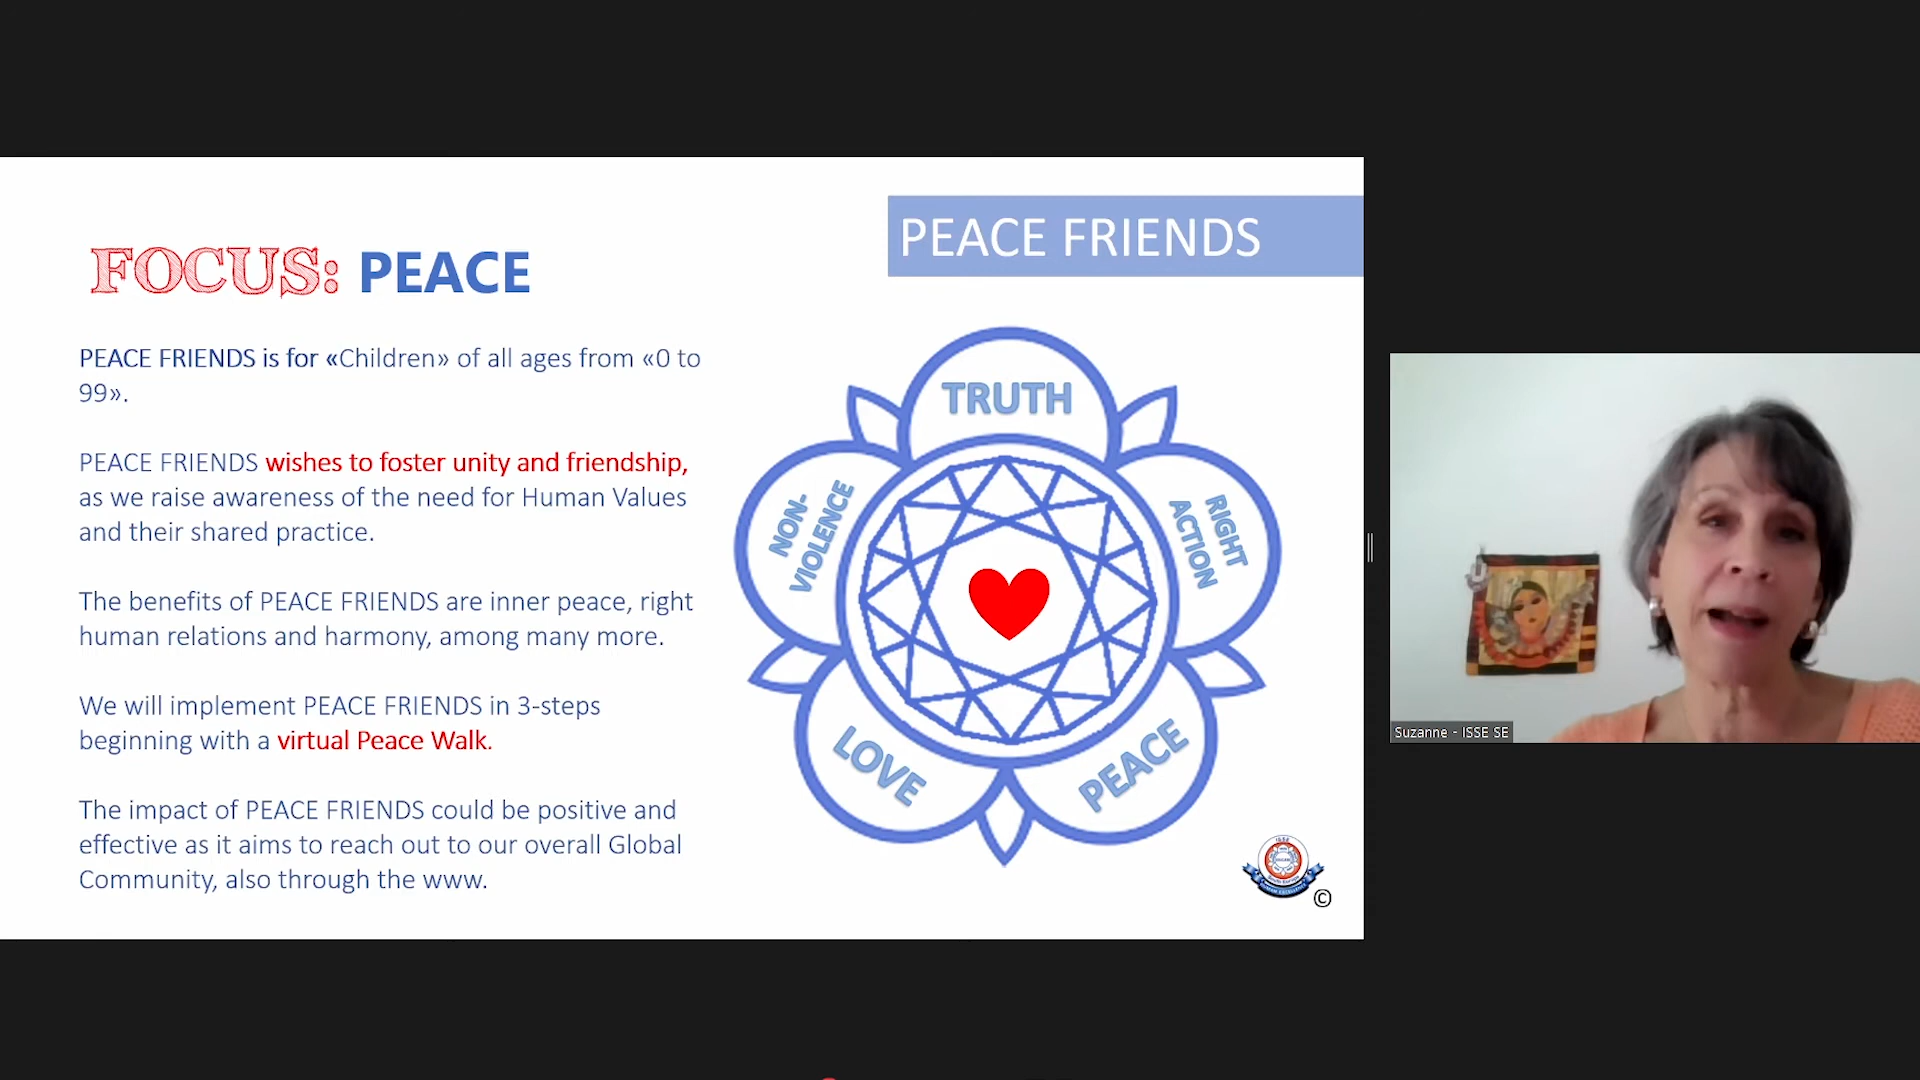 PEACE FRIENDS
FOCUS: PEACE
PEACE FRIENDS is for «Children» of all ages from «0 to
99».
PEACE FRIENDS wishes to foster unity and friendship,
as we raise awareness of the need for Human Values
and their shared practice.
The benefits of PEACE FRIENDS are inner peace, right
human relations and harmony, among many more.
We will implement PEACE FRIENDS in 3-steps
beginning with a virtual Peace Walk.
The impact of PEACE FRIENDS could be positive and
effective as it aims to reach out to our overall Global
Community, also through the www.
TRUTH
NON-
VIOLENCE
RIGHT
ACTION
LOVE
PEACE
©
Suzanne - ISSE SE